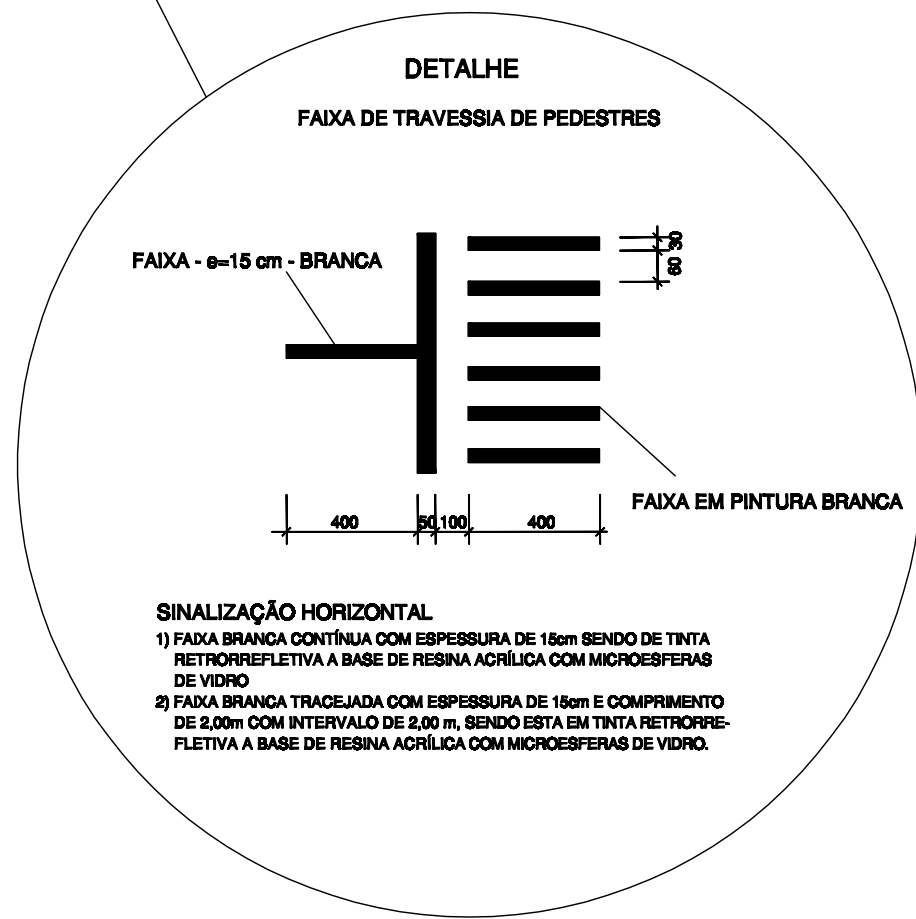 DETALHE
FAIXA DE TRAVESSIA DE PEDESTRES
30
60
FAIXA - e=15 cm - BRANCA
FAIXA EM PINTURA BRANCA
400 50 100 400
SINALIZAÇÃO HORIZONTAL
1) FAIXA BRANCA CONTÍNUA COM ESPESSURA DE 15cm SENDO DE TINTA
RETRORREFLETIVA A BASE DE RESINA ACRÍLICA COM MICROESFERAS
DE VIDRO
2) FAIXA BRANCA TRACEJADA COM ESPESSURA DE 15cm E COMPRIMENTO
DE 2,00m COM INTERVALO DE 2,00 m, SENDO ESTA EM TINTA RETRORRE-
FLETIVA A BASE DE RESINA ACRÍLICA COM MICROESFERAS DE VIDRO.